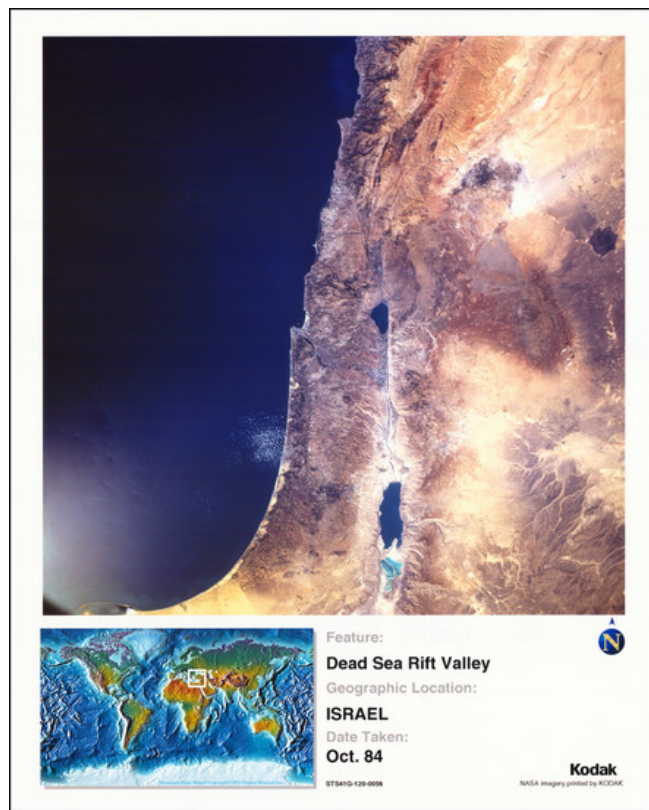 N
Feature:
Dead Sea Rift Valley
Geographic Location:
ISRAEL
Date Taken:
Oct. 84
STS41G-120-0056
Kodak
NASA imagery printed by KODAK